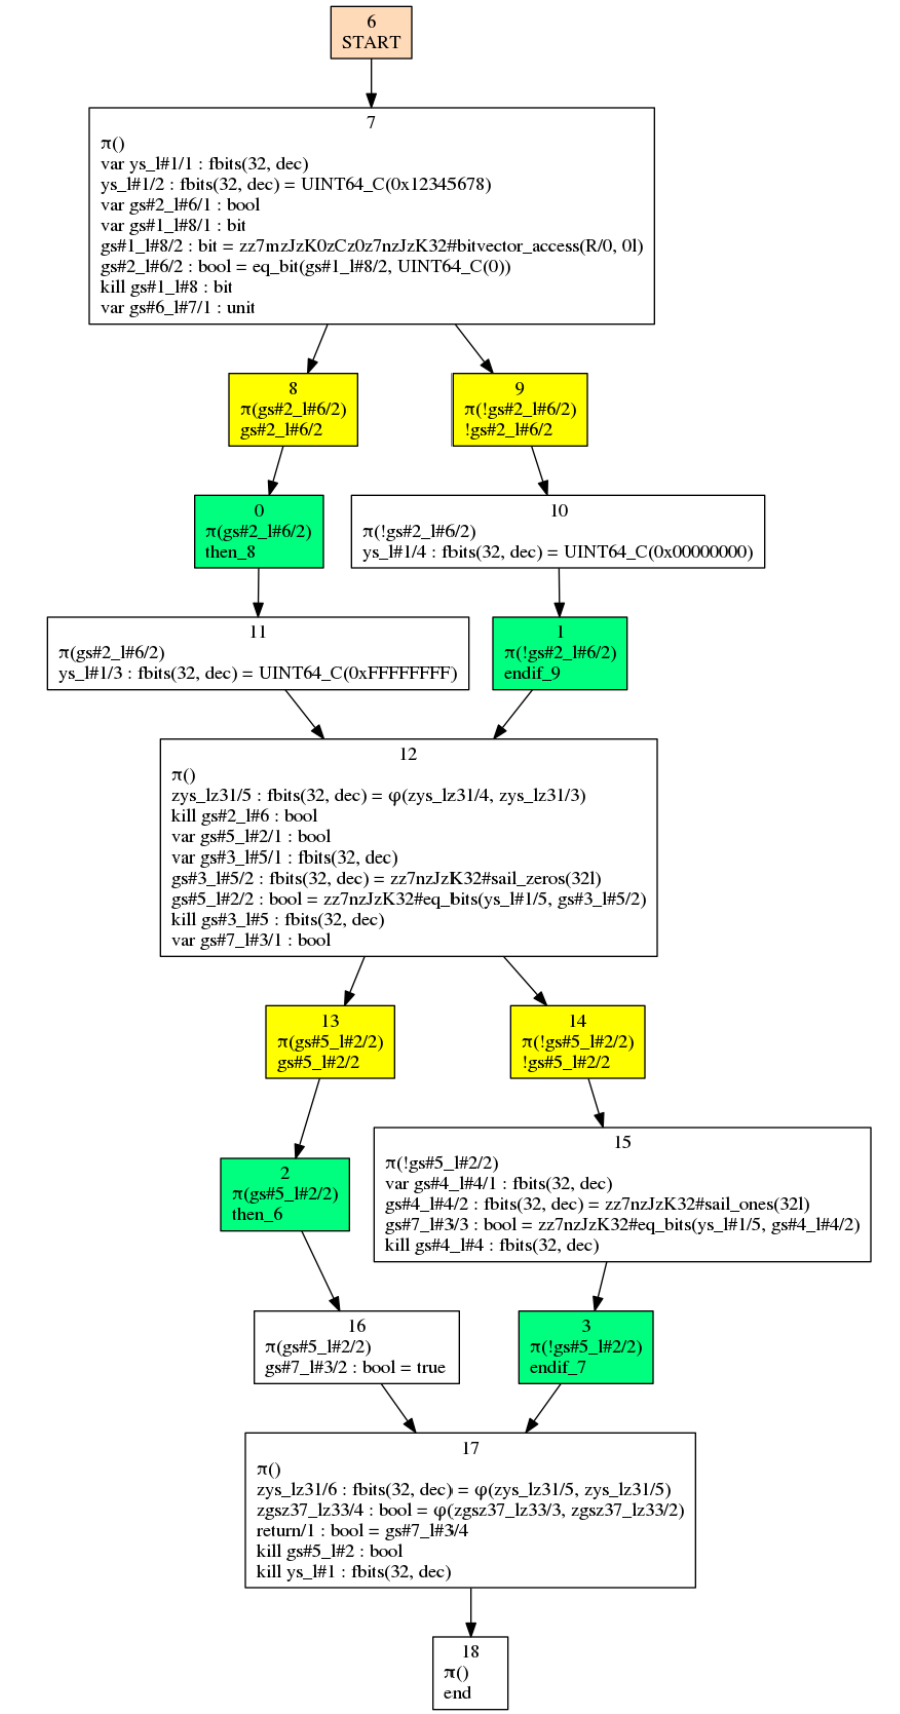 6
START
7
π()
var ys_l#1/1 : fbits(32, dec)
ys_l#1/2 : fbits(32, dec) = UINT64_C(0x12345678)
var gs#2_l#6/1 : bool
var gs#1_l#8/1 : bit
gs#1_l#8/2 : bit = zz7mzJzK0zCz0z7nzJzK32#bitvector_access(R/0, 0l)
gs#2_l#6/2 : bool = eq_bit(gs#1_l#8/2, UINT64_C(0))
kill gs#1_l#8 : bit
var gs#6_l#7/1 : unit
8
π(gs#2_l#6/2)
gs#2_l#6/2
9
π(!gs#2_l#6/2)
!gs#2_l#6/2
0
π(gs#2_l#6/2)
then_8
10
π(!gs#2_l#6/2)
ys_l#1/4 : fbits(32, dec) = UINT64_C(0x00000000)
11
π(gs#2_l#6/2)
ys_l#1/3 : fbits(32, dec) = UINT64_C(0xFFFFFFFF)
1
π(!gs#2_l#6/2)
endif_9
12
π()
zys_lz31/5 : fbits(32, dec) = φ(zys_lz31/4, zys_lz31/3)
kill gs#2_l#6 : bool
var gs#5_l#2/1 : bool
var gs#3_l#5/1 : fbits(32, dec)
gs#3_l#5/2 : fbits(32, dec) = zz7nzJzK32#sail_zeros(32l)
gs#5_l#2/2 : bool = zz7nzJzK32#eq_bits(ys_l#1/5, gs#3_l#5/2)
kill gs#3_l#5 : fbits(32, dec)
var gs#7_l#3/1 : bool
13
π(gs#5_l#2/2)
gs#5_l#2/2
14
π(!gs#5_l#2/2)
!gs#5_l#2/2
2
π(gs#5_l#2/2)
then_6
15
π(!gs#5_l#2/2)
var gs#4_l#4/1 : fbits(32, dec)
gs#4_l#4/2 : fbits(32, dec) = zz7nzJzK32#sail_ones(32l)
gs#7_l#3/3 : bool = zz7nzJzK32#eq_bits(ys_l#1/5, gs#4_l#4/2)
kill gs#4_l#4 : fbits(32, dec)
16
π(gs#5_l#2/2)
gs#7_l#3/2 : bool = true
3
π(!gs#5_l#2/2)
endif_7
17
π()
zys_lz31/6 : fbits(32, dec) = φ(zys_lz31/5, zys_lz31/5)
zgsz37_lz33/4 : bool = φ(zgsz37_lz33/3, zgsz37_lz33/2)
return/1 : bool = gs#7_l#3/4
kill gs#5_l#2 : bool
kill ys_l#1 : fbits(32, dec)
18
π()
end